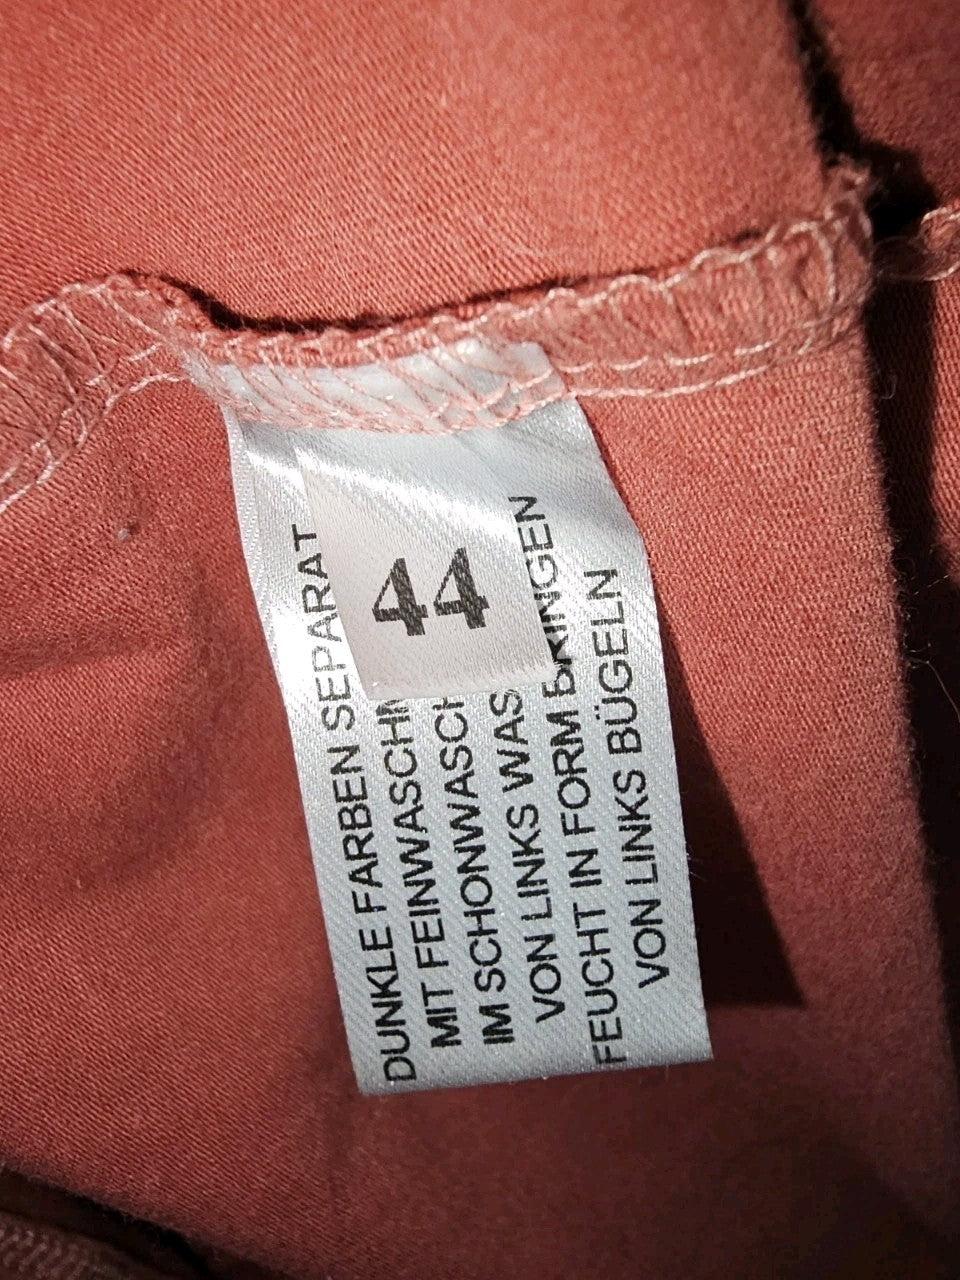 44
DUNKLE FARBEN SEPARAT
MIT
IM
VON LINKS
FEUCHT IN FORM BRINGEN
VON LINKS BÜGELN